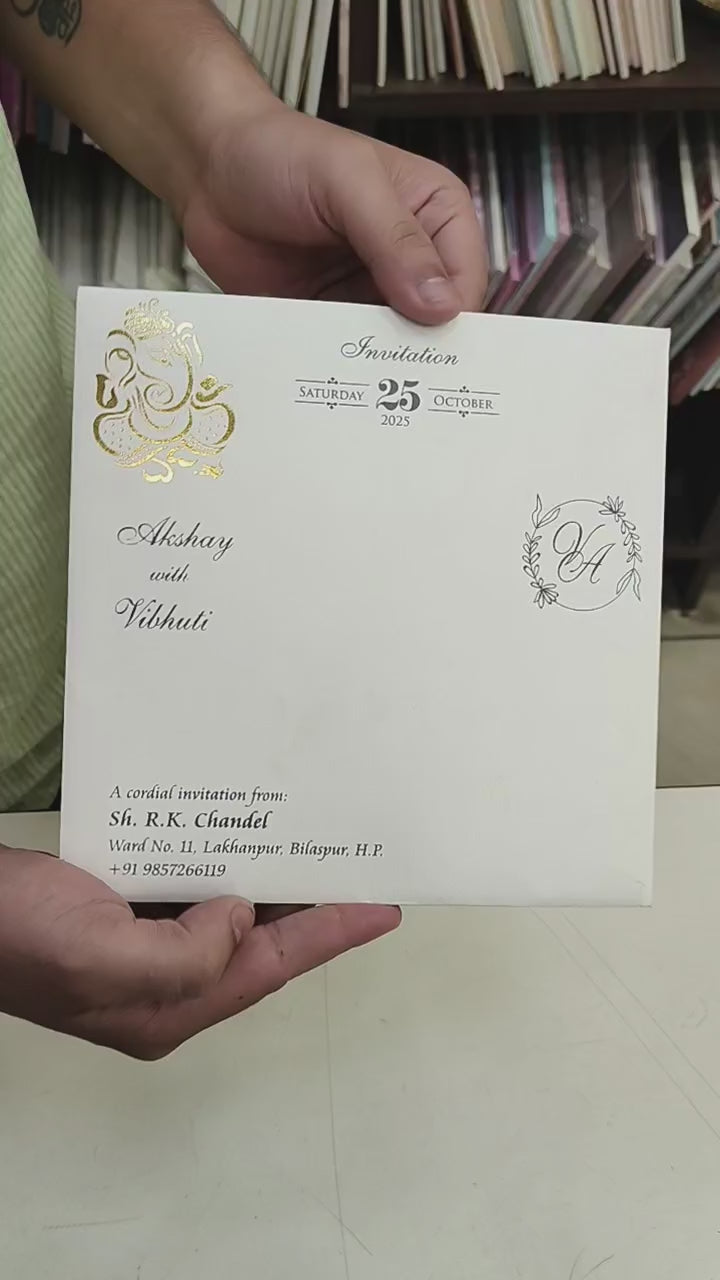 Invitation
SATURDAY 25 OCTOBER
2025
Akshay
with
Vibhuti
VA
A cordial invitation from:
Sh. R.K. Chandel
Ward No. 11, Lakhanpur, Bilaspur, H.P.
+91 9857266119